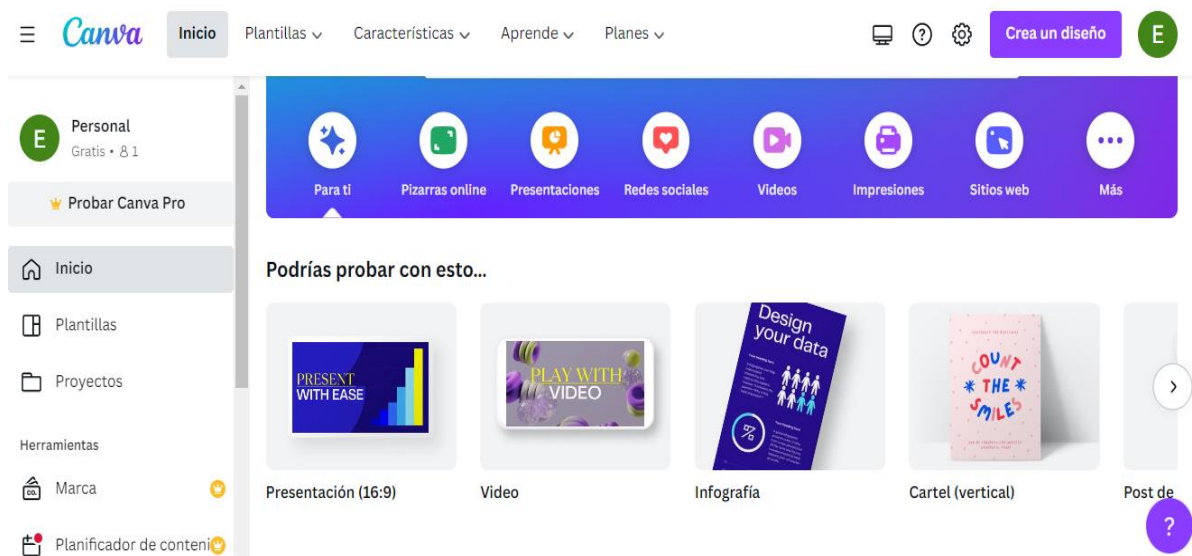 Canva Inicio Plantillas Características Aprende Planes ? Crea un diseño E
E Personal
Gratis • 1
Probar Canva Pro
Inicio
Plantillas
Proyectos
Herramientas
CO. Marca
Planificador de conteni
Para ti Pizarras online Presentaciones Redes sociales Videos Impresiones Sitios web Más
Podrías probar con esto...
PRESENT
WITH EASE
Presentación (16:9)
PLAY WITH
VIDEO
Video
Design
your data
%
Infografía
COUNT
* THE *
SMILES
Cartel (vertical)
Post de
?